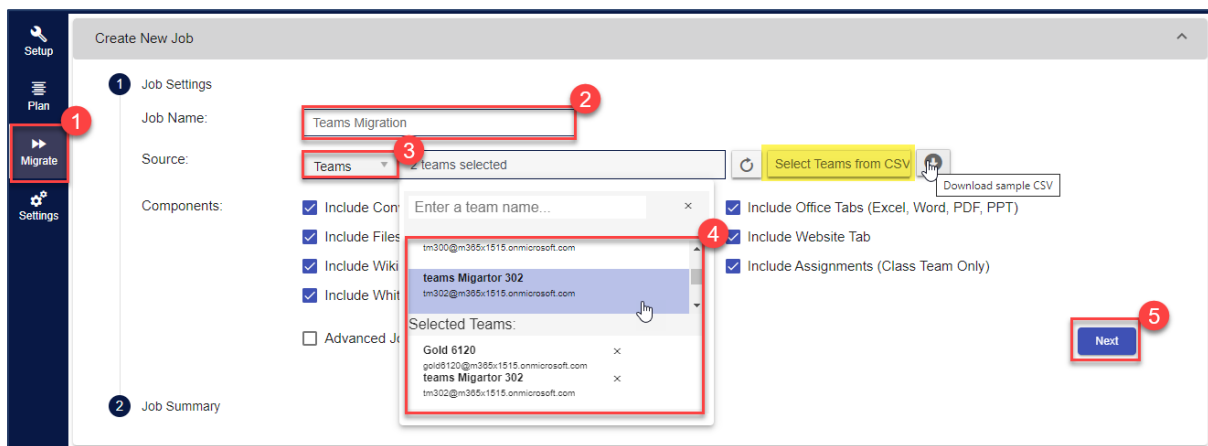 Setup
Plan
1
Migrate
Settings
Create New Job
1 Job Settings
Job Name:
2
Teams Migration
Source:
Teams
3
2 teams selected
Select Teams from CSV
Download sample CSV
Components:
Include Con
Include Files
Include Wiki
Include Whit
Advanced Jo
Enter a team name...
×
4
tm300@m365x1515.onmicrosoft.com
teams Migartor 302
tm302@m365x1515.onmicrosoft.com
Selected Teams:
Gold 6120 ×
gold6120@m365x1515.onmicrosoft.com
teams Migartor 302 ×
tm302@m365x1515.onmicrosoft.com
Include Office Tabs (Excel, Word, PDF, PPT)
Include Website Tab
Include Assignments (Class Team Only)
5
Next
2 Job Summary